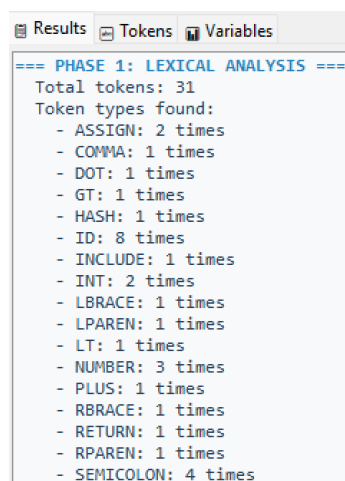 Results Tokens Variables
=== PHASE 1: LEXICAL ANALYSIS ===
Total tokens: 31
Token types found:
- ASSIGN: 2 times
- COMMA: 1 times
- DOT: 1 times
- GT: 1 times
- HASH: 1 times
- ID: 8 times
- INCLUDE: 1 times
- INT: 2 times
- LBRACE: 1 times
- LPAREN: 1 times
- LT: 1 times
- NUMBER: 3 times
- PLUS: 1 times
- RBRACE: 1 times
- RETURN: 1 times
- RPAREN: 1 times
- SEMICOLON: 4 times